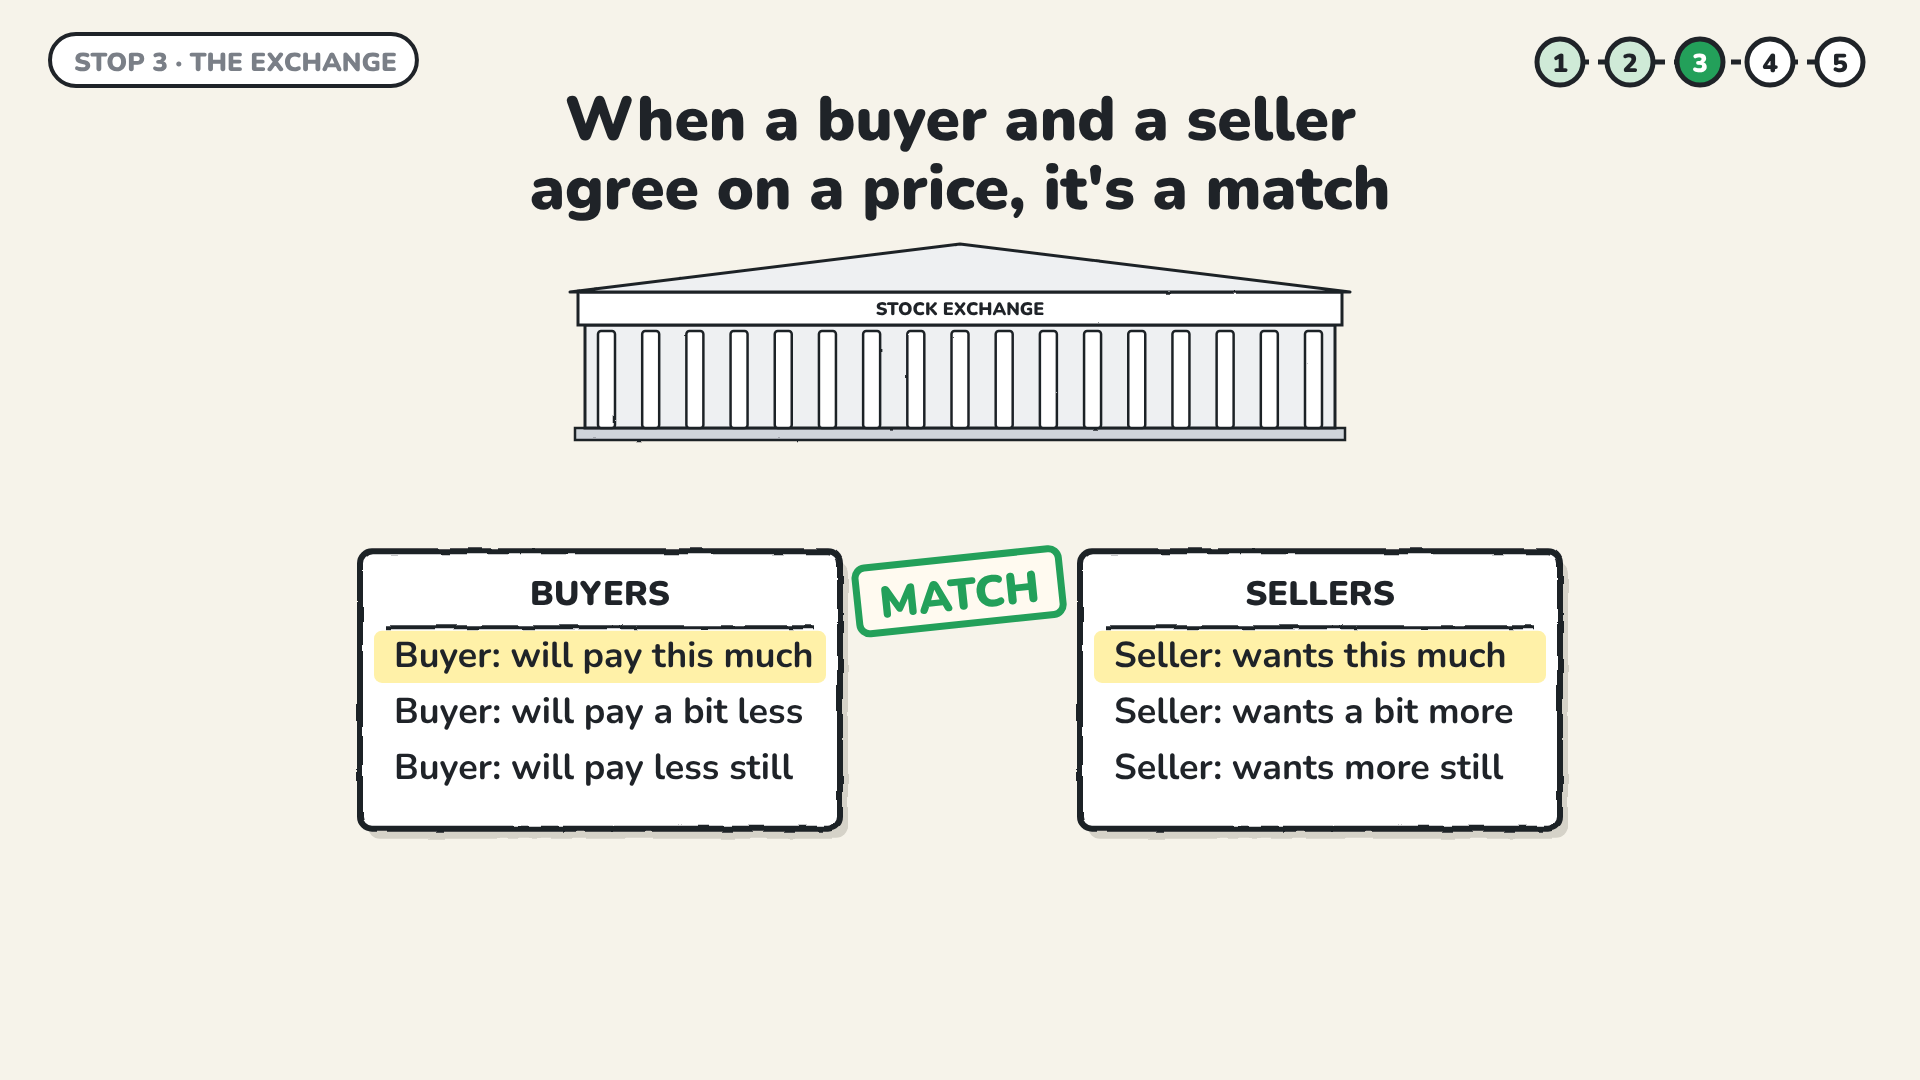 STOP 3 · THE EXCHANGE
1 2 3 4 5
When a buyer and a seller
agree on a price, it's a match
STOCK EXCHANGE
BUYERS
Buyer: will pay this much
Buyer: will pay a bit less
Buyer: will pay less still
MATCH
SELLERS
Seller: wants this much
Seller: wants a bit more
Seller: wants more still